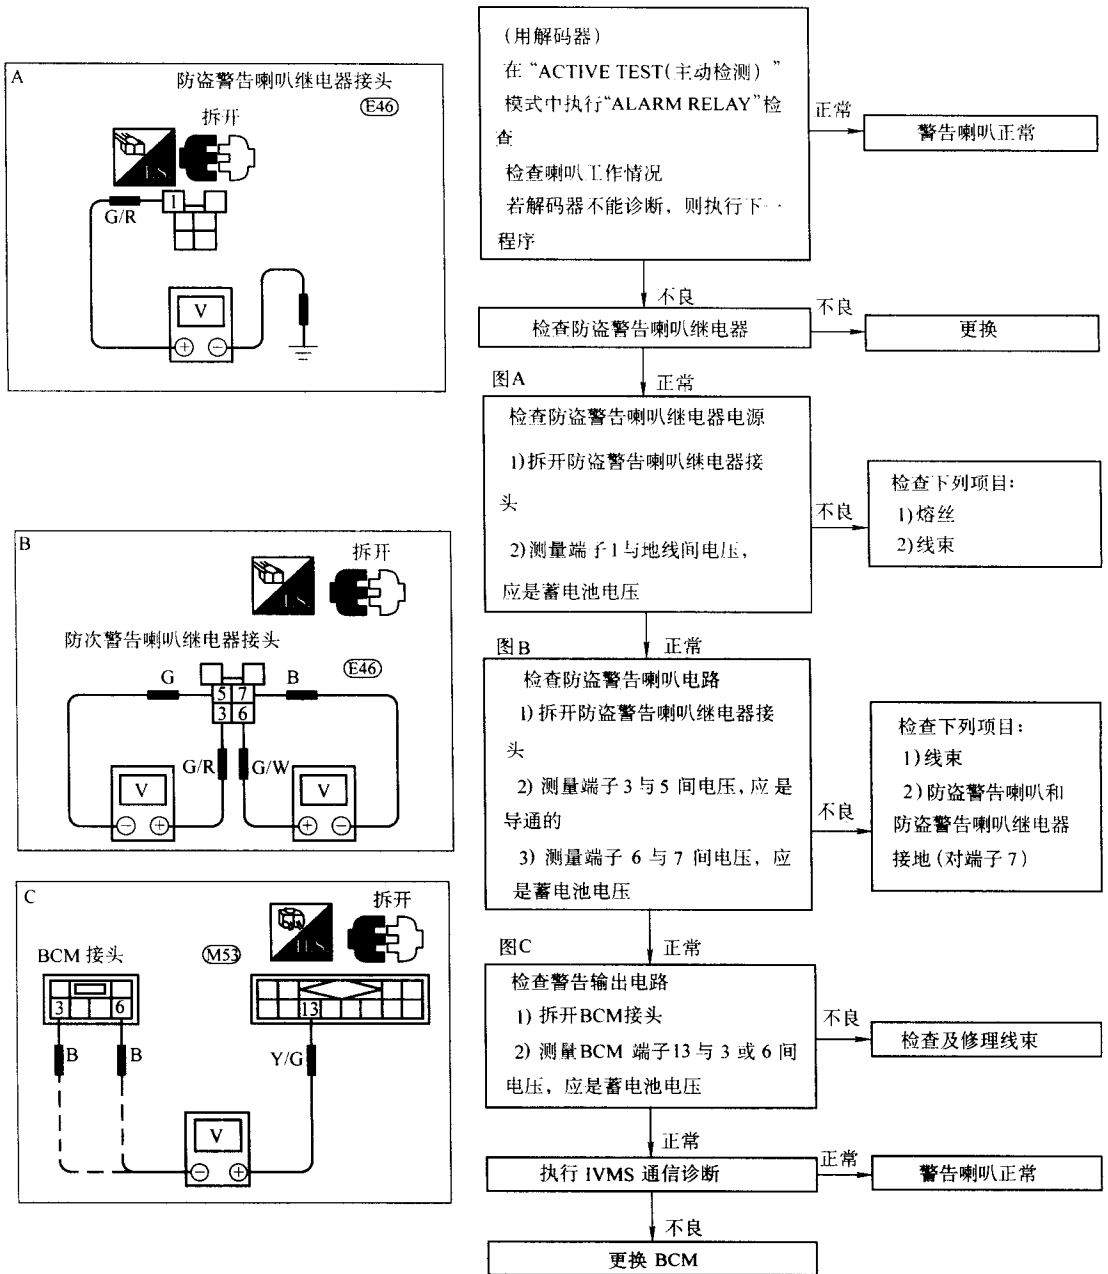 A
防盗警告喇叭继电器接头
E46
拆开
1
G/R
V
B
拆开
防次警告喇叭继电器接头
E46
G
B
5 7
3 6
G/R
G/W
V
V
C
拆开
BCM 接头
M53
3
6
13
B
B
Y/G
V
(用解码器)
在“ACTIVE TEST(主动检测)”
模式中执行“ALARM RELAY”检
查
检查喇叭工作情况
若解码器不能诊断，则执行下一
程序
正常
警告喇叭正常
不良
检查防盗警告喇叭继电器
不良
更换
图A
正常
检查防盗警告喇叭继电器电源
1)拆开防盗警告喇叭继电器接
头
2)测量端子1与地线间电压，
应是蓄电池电压
不良
检查下列项目：
1)熔丝
2)线束
图B
正常
检查防盗警告喇叭电路
1)拆开防盗警告喇叭继电器接
头
2) 测量端子 3 与 5 间电压，应是
导通的
3) 测量端子 6 与 7 间电压，应
是蓄电池电压
不良
检查下列项目：
1)线束
2)防盗警告喇叭和
防盗警告喇叭继电器
接地(对端子 7)
图C
正常
检查警告输出电路
1) 拆开BCM接头
2) 测量BCM 端子13 与 3 或 6 间
电压，应是蓄电池电压
不良
检查及修理线束
正常
执行 IVMS 通信诊断
正常
警告喇叭正常
不良
更换 BCM